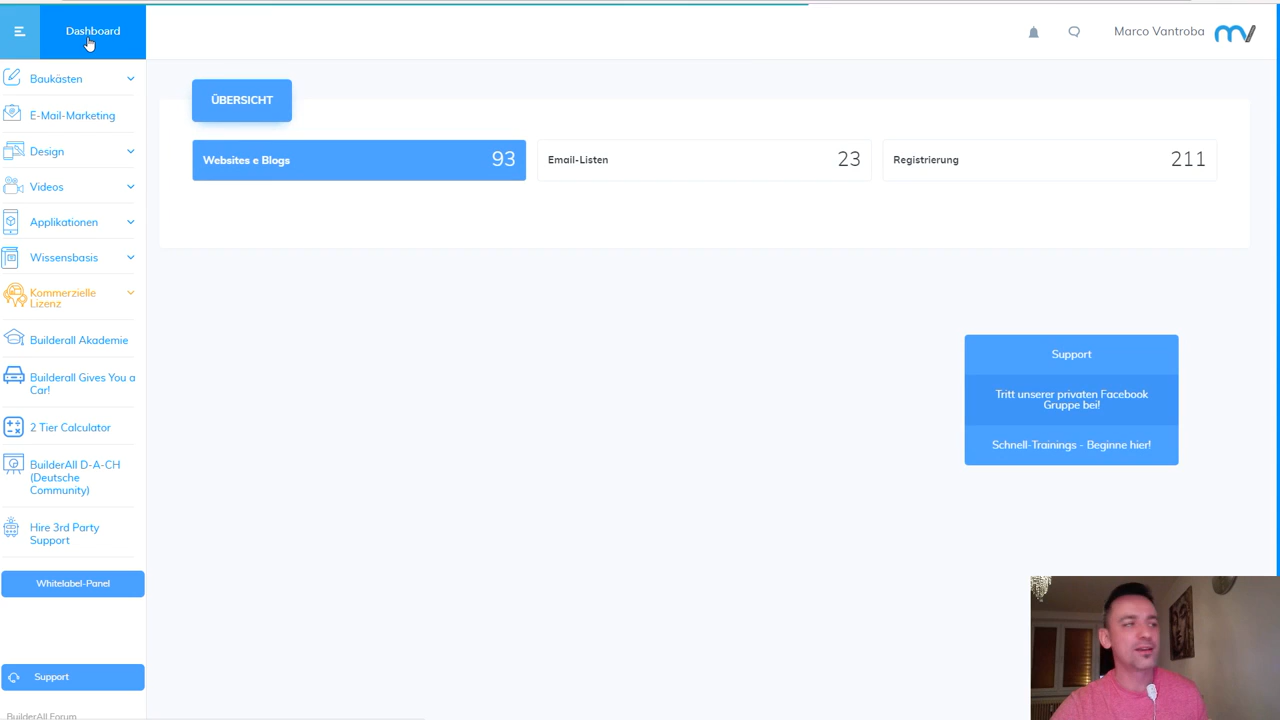 Dashboard
Marco Vantroba
Baukästen
E-Mail-Marketing
Design
Videos
Applikationen
Wissensbasis
Kommerzielle
Lizenz
Builderall Akademie
Builderall Gives You a
Car!
2 Tier Calculator
BuilderAll D-A-CH
(Deutsche
Community)
Hire 3rd Party
Support
Whitelabel-Panel
Support
BuilderAll Forum
ÜBERSICHT
Websites e Blogs 93
Email-Listen 23
Registrierung 211
Support
Tritt unserer privaten Facebook
Gruppe bei!
Schnell-Trainings - Beginne hier!